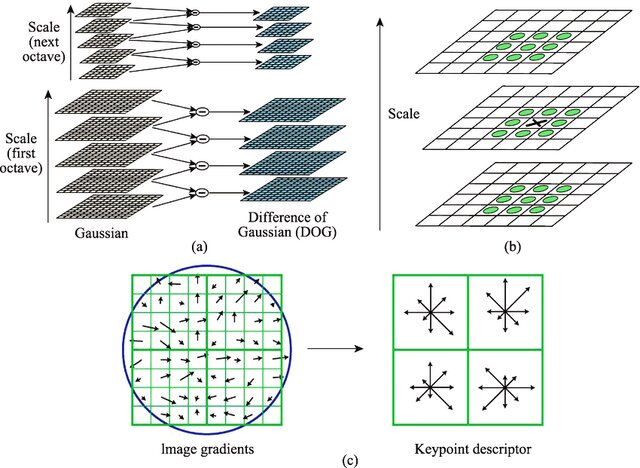 Scale
(next
octave)
Scale
(first
octave)
Gaussian
Difference of
Gaussian (DOG)
(a)
Scale
(b)
Image gradients
Keypoint descriptor
(c)